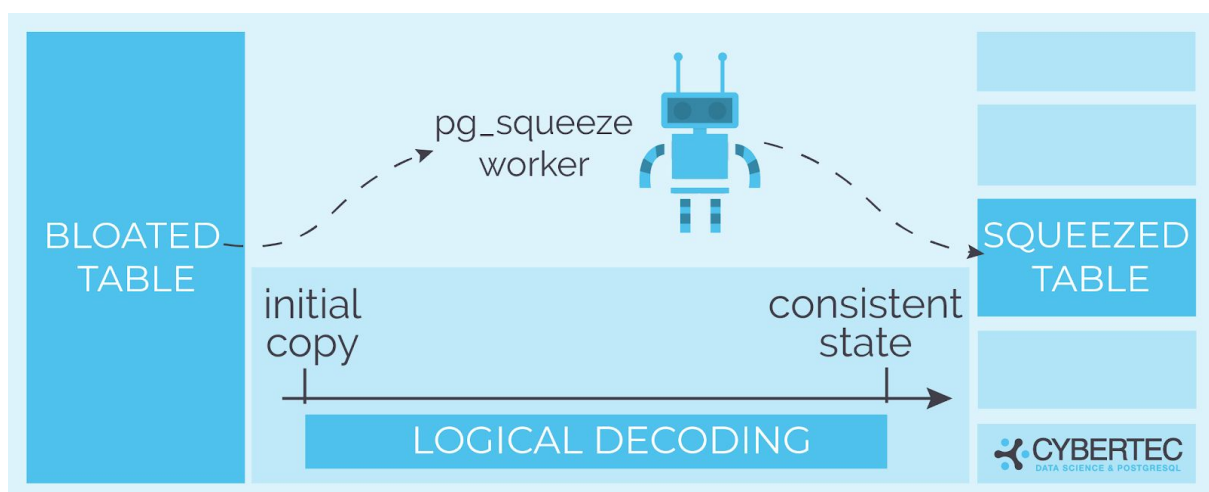 BLOATED
TABLE
pg_squeeze
worker
SQUEEZED
TABLE
initial
copy
consistent
state
LOGICAL DECODING
CYBERTEC
DATA SCIENCE & POSTGRESQL